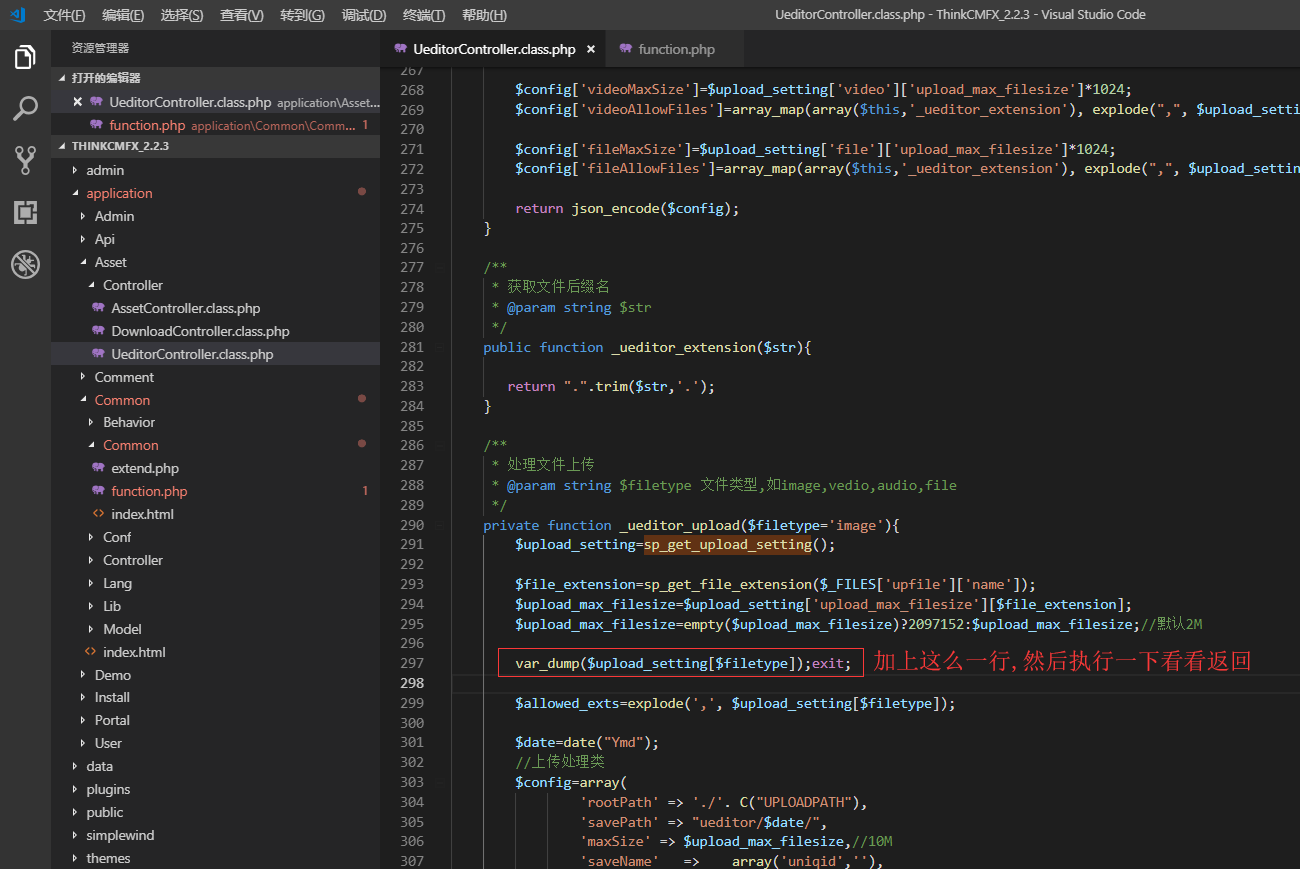 文件(F) 编辑(E) 选择(S) 查看(V) 转到(G) 调试(D) 终端(T) 帮助(H) UeditorController.class.php - ThinkCMFX_2.2.3 - Visual Studio Code
资源管理器
打开的编辑器
UeditorController.class.php application\Asset...
function.php application\Common\Comm... 1
THINKCMFX_2.2.3
admin
application
Admin
Api
Asset
Controller
AssetController.class.php
DownloadController.class.php
UeditorController.class.php
Comment
Common
Behavior
Common
extend.php
function.php 1
index.html
Conf
Controller
Lang
Lib
Model
index.html
Demo
Install
Portal
User
data
plugins
public
simplewind
themes
UeditorController.class.php × function.php
267
268 $config['videoMaxSize']=$upload_setting['video']['upload_max_filesize']*1024;
269 $config['videoAllowFiles']=array_map(array($this,'_ueditor_extension'), explode(",", $upload_setti
270
271 $config['fileMaxSize']=$upload_setting['file']['upload_max_filesize']*1024;
272 $config['fileAllowFiles']=array_map(array($this,'_ueditor_extension'), explode(",", $upload_settin
273
274 return json_encode($config);
275 }
276
277 /**
278 * 获取文件后缀名
279 * @param string $str
280 */
281 public function _ueditor_extension($str){
282
283 return ".".trim($str,'.');
284 }
285
286 /**
287 * 处理文件上传
288 * @param string $filetype 文件类型,如image,vedio,audio,file
289 */
290 private function _ueditor_upload($filetype='image'){
291 $upload_setting=sp_get_upload_setting();
292
293 $file_extension=sp_get_file_extension($_FILES['upfile']['name']);
294 $upload_max_filesize=$upload_setting['upload_max_filesize'][$file_extension];
295 $upload_max_filesize=empty($upload_max_filesize)?2097152:$upload_max_filesize;//默认2M
296
297 var_dump($upload_setting[$filetype]);exit; 加上这么一行,然后执行一下看看返回
298
299 $allowed_exts=explode(',', $upload_setting[$filetype]);
300
301 $date=date("Ymd");
302 //上传处理类
303 $config=array(
304 'rootPath' => './'. C("UPLOADPATH"),
305 'savePath' => "ueditor/$date/",
306 'maxSize' => $upload_max_filesize,//10M
307 'saveName' => array('uniqid',''),